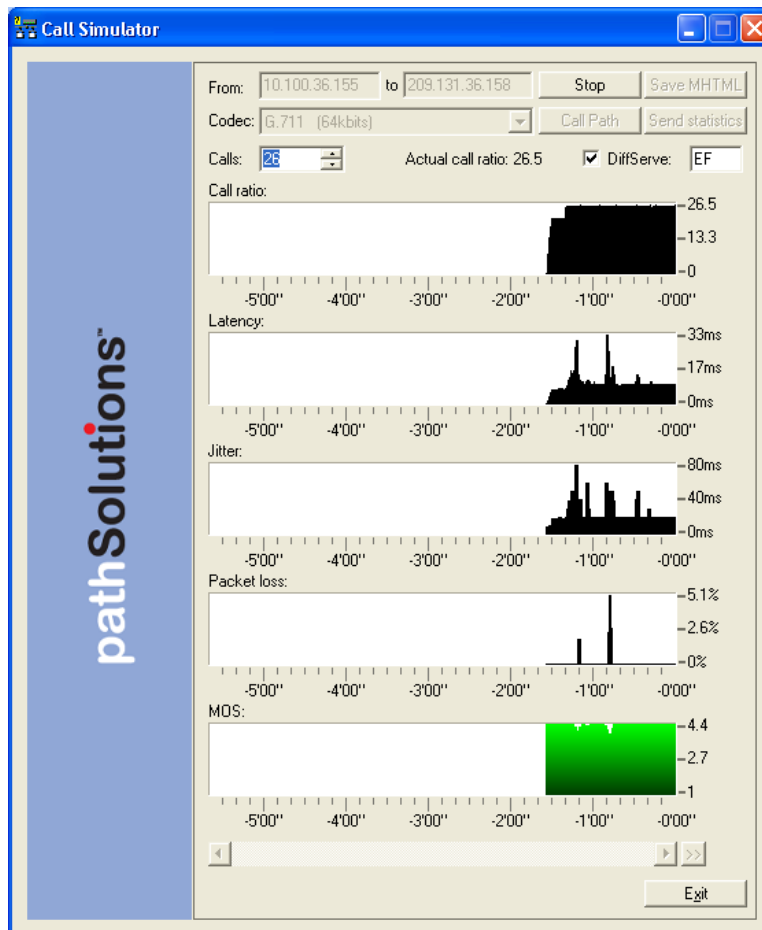 Call Simulator
pathSolutions™
From: 10.100.36.155 to 209.131.36.158 Stop Save MHTML
Codec: G.711 (64kbits) Call Path Send statistics
Calls: 26 Actual call ratio: 26.5 DiffServe: EF
Call ratio:
26.5
13.3
0
-5'00" -4'00" -3'00" -2'00" -1'00" -0'00"
Latency:
33ms
17ms
0ms
-5'00" -4'00" -3'00" -2'00" -1'00" -0'00"
Jitter:
80ms
40ms
0ms
-5'00" -4'00" -3'00" -2'00" -1'00" -0'00"
Packet loss:
5.1%
2.6%
0%
-5'00" -4'00" -3'00" -2'00" -1'00" -0'00"
MOS:
4.4
2.7
1
-5'00" -4'00" -3'00" -2'00" -1'00" -0'00"
>>
Exit